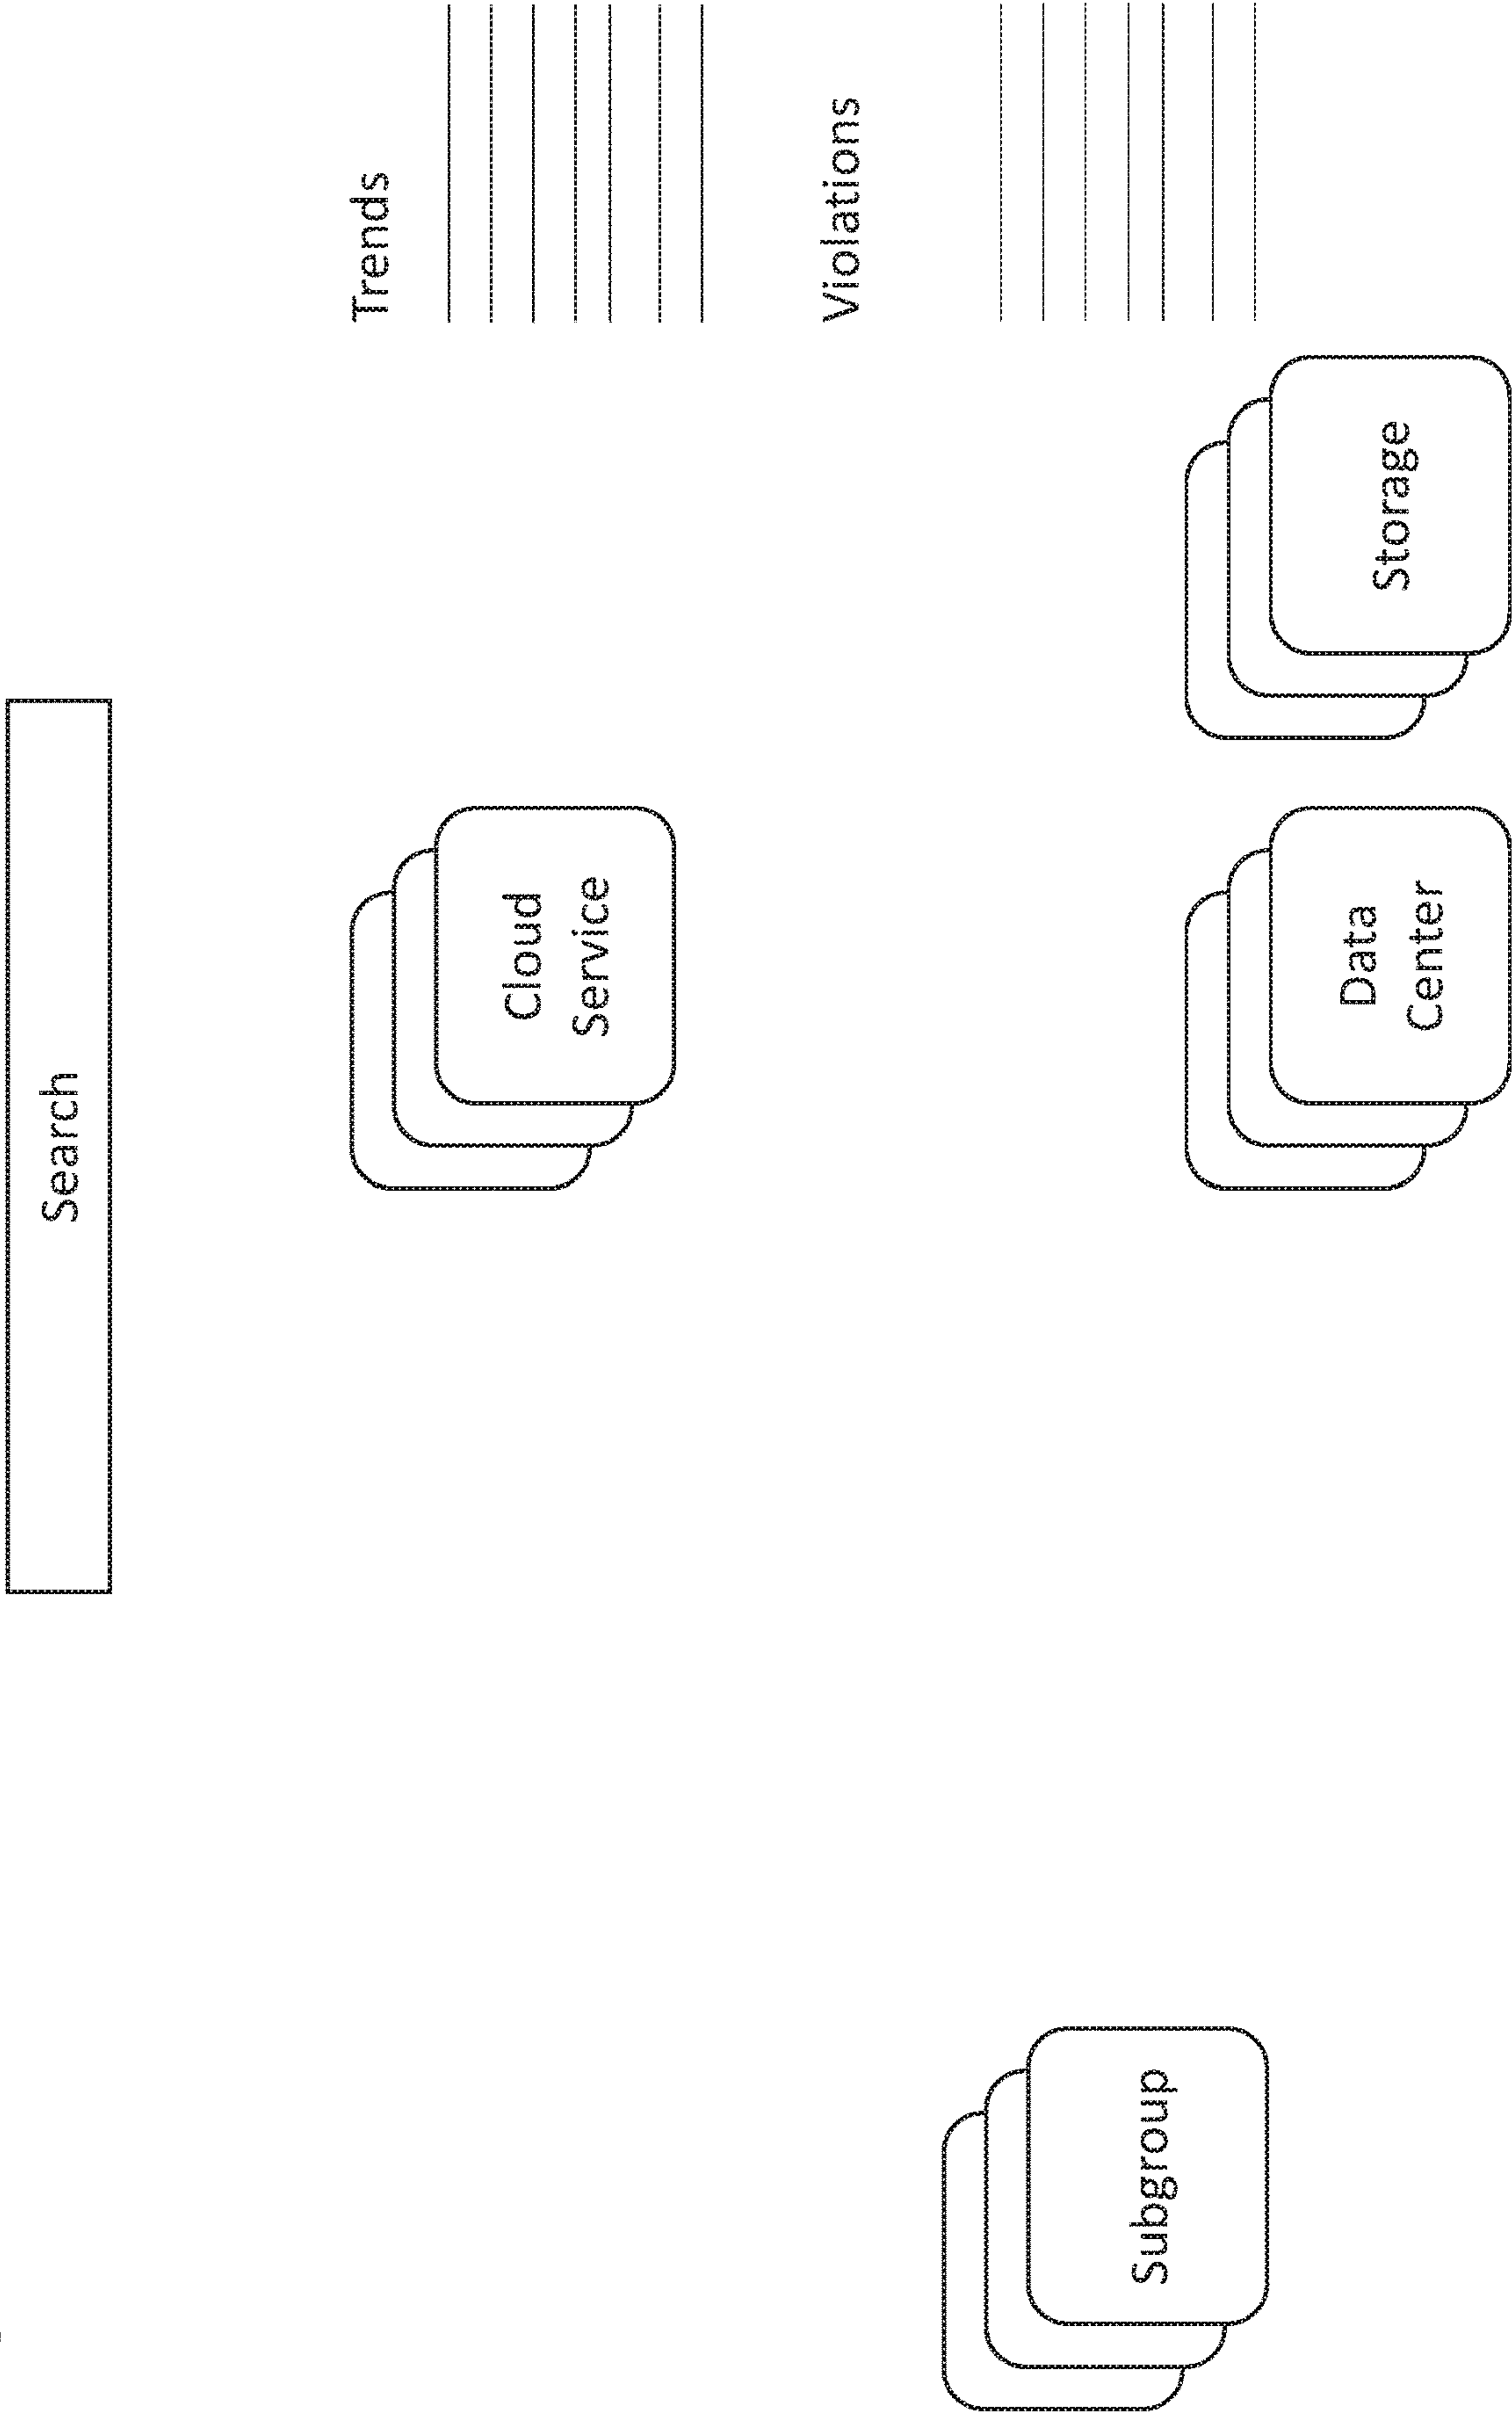 Search
Trends
Cloud
Service
Violations
Subgroup
Data
Center
Storage